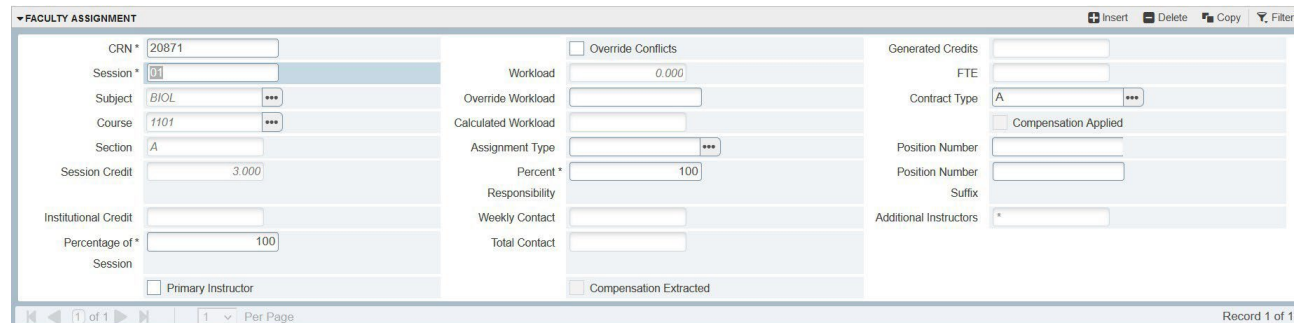 FACULTY ASSIGNMENT Insert Delete Copy Filter
CRN * 20871 Override Conflicts Generated Credits
Session * 01 Workload 0.000 FTE
Subject BIOL Override Workload Contract Type A
Course 1101 Calculated Workload Compensation Applied
Section A Assignment Type Position Number
Session Credit 3.000 Percent * 100 Position Number
Responsibility Suffix
Institutional Credit Weekly Contact Additional Instructors *
Percentage of * 100 Total Contact
Session
Primary Instructor Compensation Extracted
1 of 1 1 Per Page Record 1 of 1